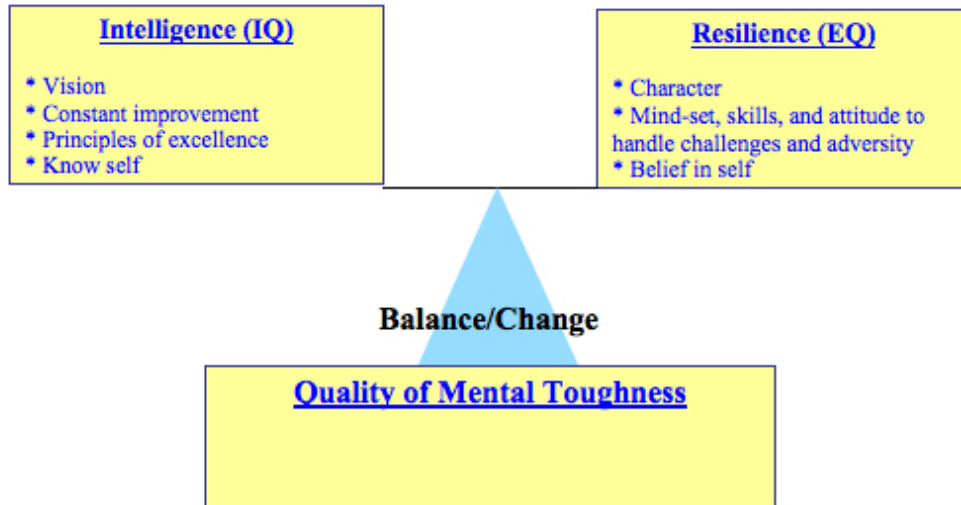 Intelligence (IQ)
* Vision
* Constant improvement
* Principles of excellence
* Know self
Resilience (EQ)
* Character
* Mind-set, skills, and attitude to
handle challenges and adversity
* Belief in self
Balance/Change
Quality of Mental Toughness